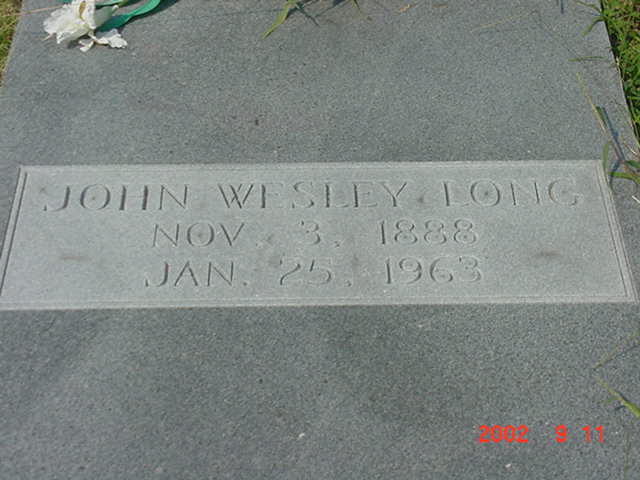 JOHN WESLEY LONG
NOV. 3, 1888
JAN. 25, 1963
2002 9 11